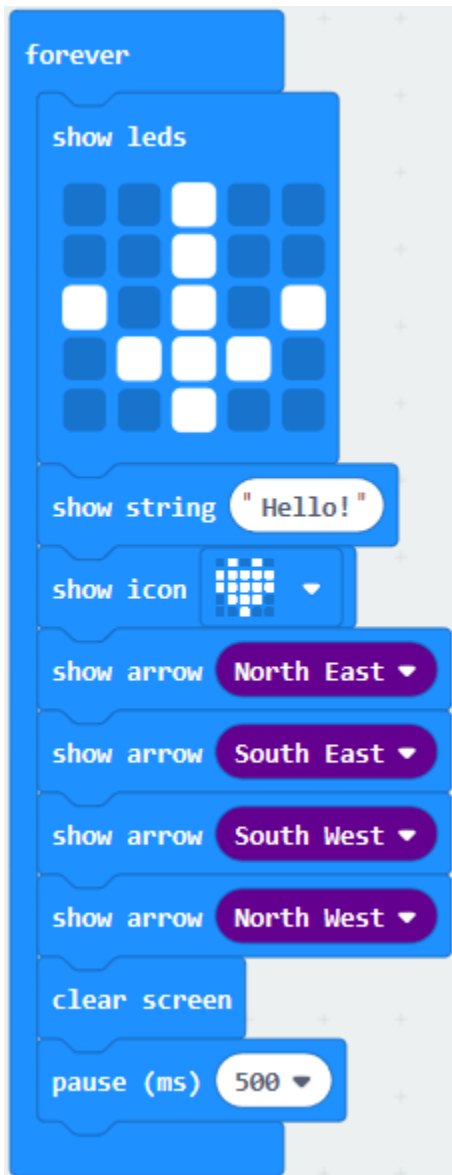 forever
show leds
show string "Hello!"
show icon
show arrow North East
show arrow South East
show arrow South West
show arrow North West
clear screen
pause (ms) 500